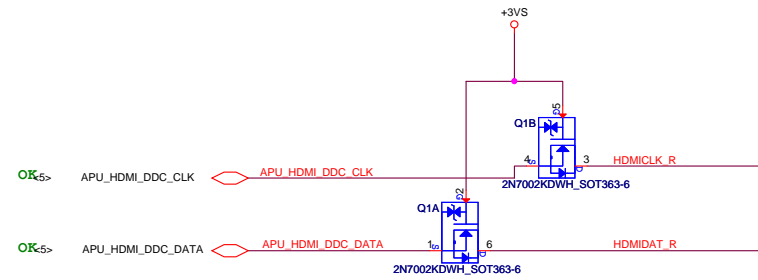 +3VS
5
G
Q1B
4
S
D
3
HDMICLK_R
OK<5>
APU_HDMI_DDC_CLK
APU_HDMI_DDC_CLK
2N7002KDWH_SOT363-6
2
G
Q1A
OK<5>
APU_HDMI_DDC_DATA
APU_HDMI_DDC_DATA
1
S
D
6
HDMIDAT_R
2N7002KDWH_SOT363-6